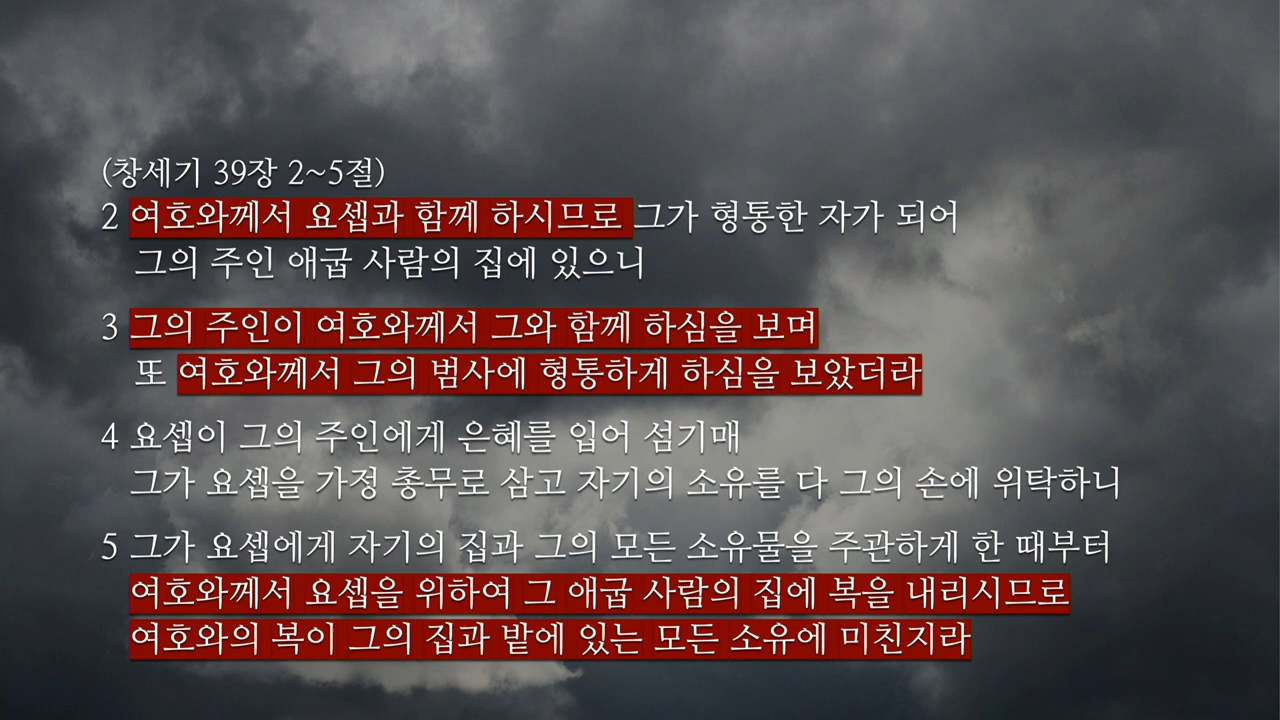 (창세기 39장 2~5절)
2 여호와께서 요셉과 함께 하시므로 그가 형통한 자가 되어
그의 주인 애굽 사람의 집에 있으니
3 그의 주인이 여호와께서 그와 함께 하심을 보며
또 여호와께서 그의 범사에 형통하게 하심을 보았더라
4 요셉이 그의 주인에게 은혜를 입어 섬기매
그가 요셉을 가정 총무로 삼고 자기의 소유를 다 그의 손에 위탁하니
5 그가 요셉에게 자기의 집과 그의 모든 소유물을 주관하게 한 때부터
여호와께서 요셉을 위하여 그 애굽 사람의 집에 복을 내리시므로
여호와의 복이 그의 집과 밭에 있는 모든 소유에 미친지라